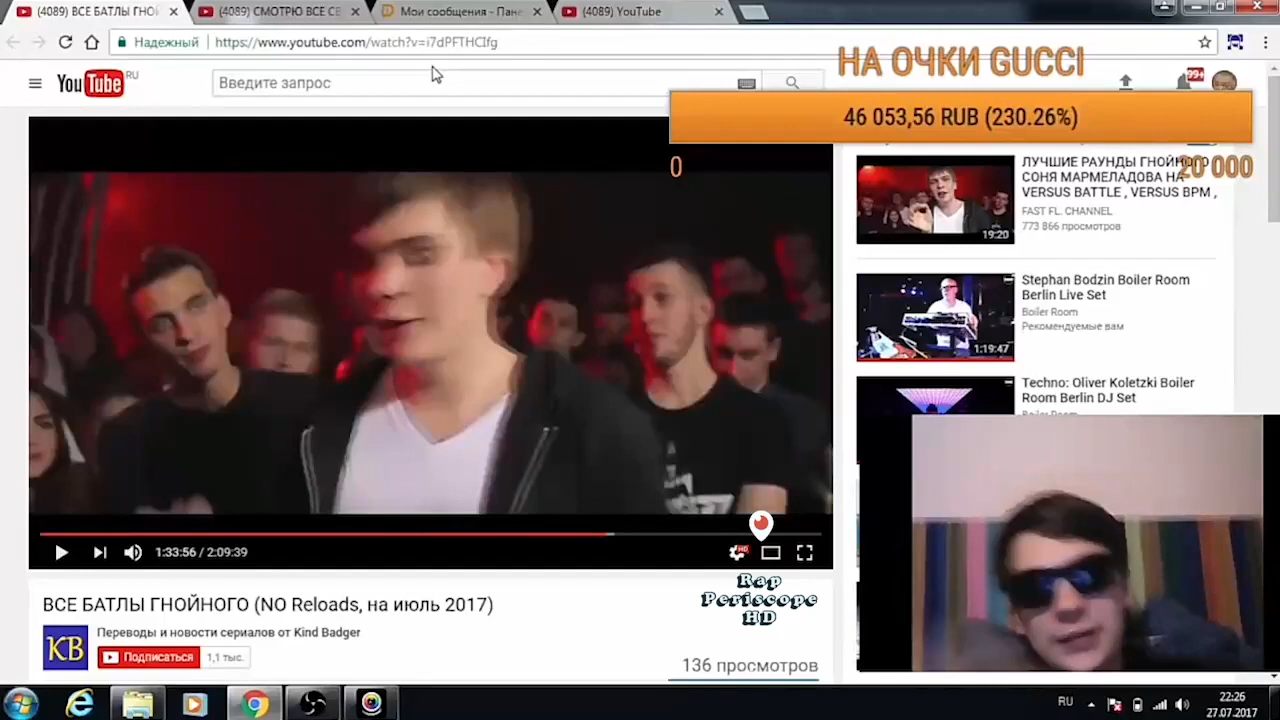 (4089) ВСЕ БАТЛЫ ГНОЙ
(4089) СМОТРЮ ВСЕ СЕ
Мои сообщения - Пане
(4089) YouTube
Надежный
https://www.youtube.com/watch?v=i7dPFTHCIfg
НА ОЧКИ GUCCI
YouTube RU
Введите запрос
99+
46 053,56 RUB (230.26%)
0
20 000
ЛУЧШИЕ РАУНДЫ ГНОЙНОГО
СОНЯ МАРМЕЛАДОВА НА
VERSUS BATTLE , VERSUS BPM ,
FAST FL. CHANNEL
773 866 просмотров
19:20
Stephan Bodzin Boiler Room
Berlin Live Set
Boiler Room
Рекомендуемые вам
1:19:47
Techno: Oliver Koletzki Boiler
Room Berlin DJ Set
1:33:56 / 2:09:39
HD
Rap
Periscope
HD
ВСЕ БАТЛЫ ГНОЙНОГО (NO Reloads, на июль 2017)
KB
Переводы и новости сериалов от Kind Badger
Подписаться
1,1 тыс.
136 просмотров
RU
22:26
27.07.2017